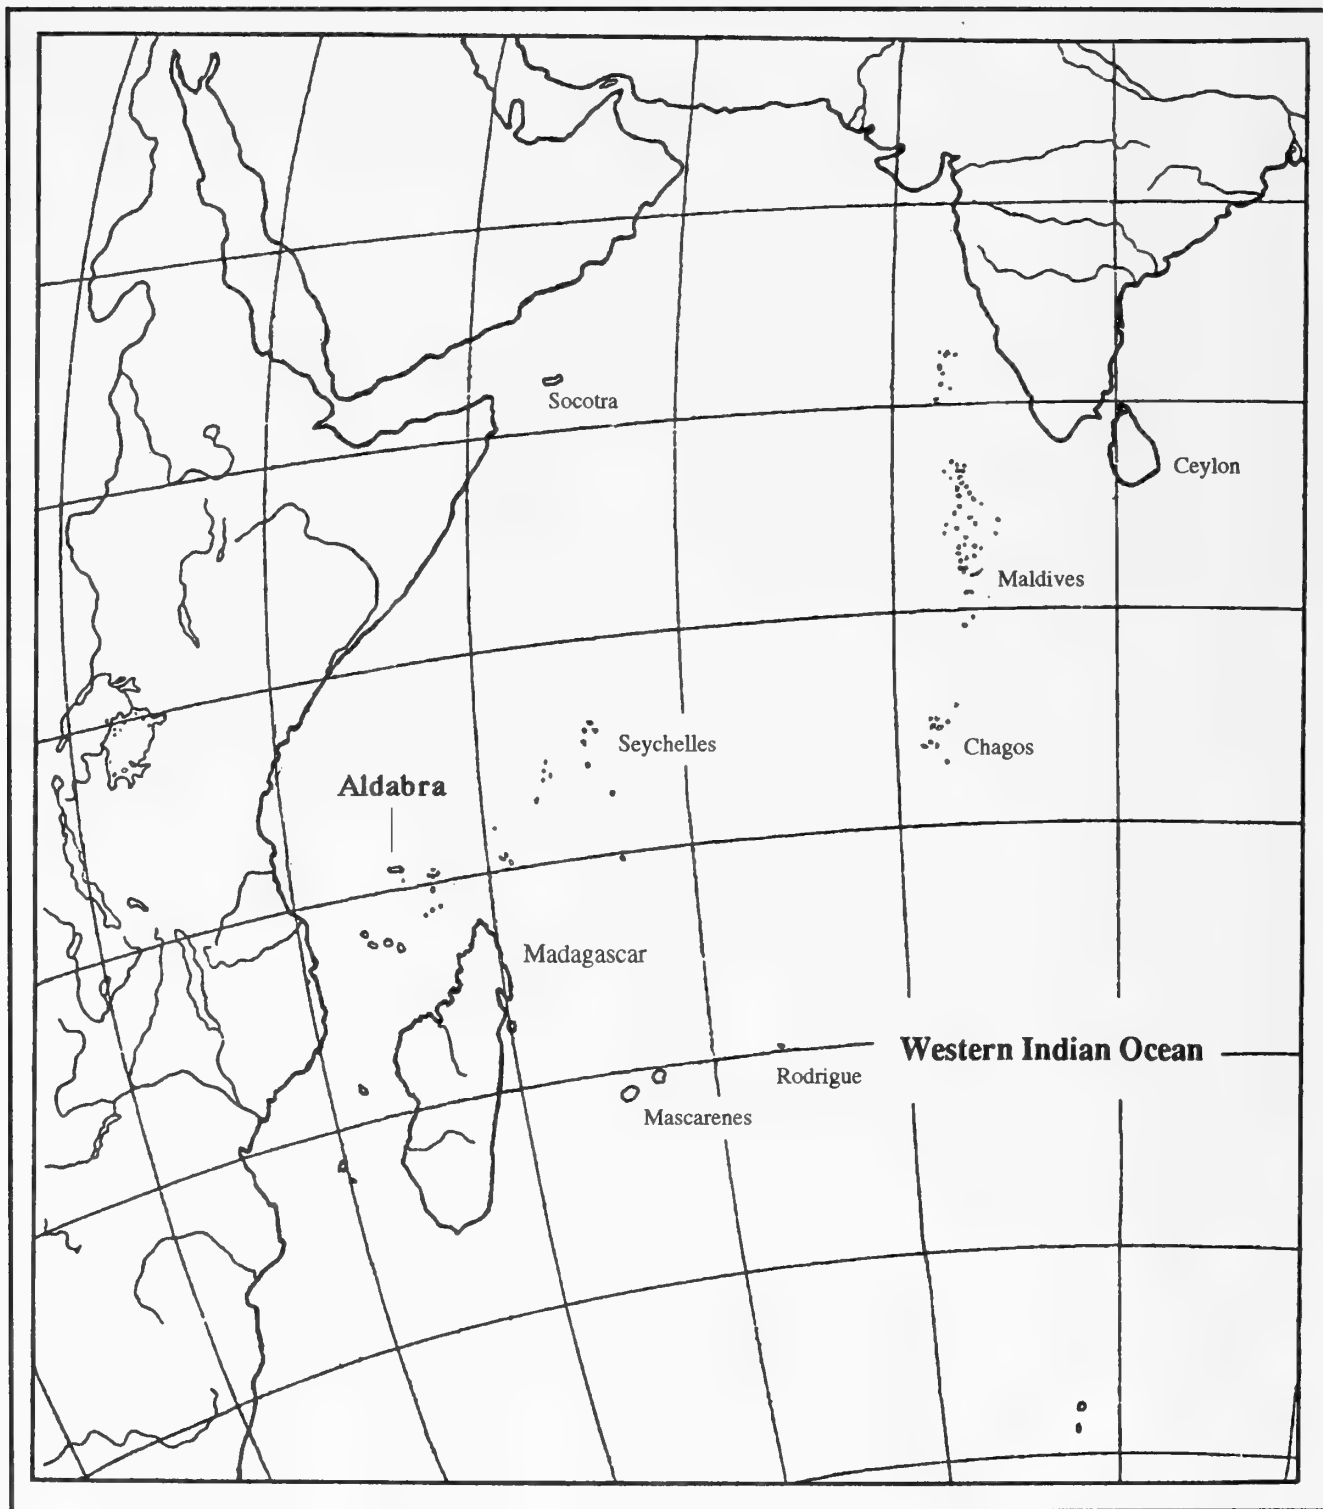 Socotra
Ceylon
Maldives
Seychelles
Chagos
Aldabra
Madagascar
Western Indian Ocean
Rodrigue
Mascarenes